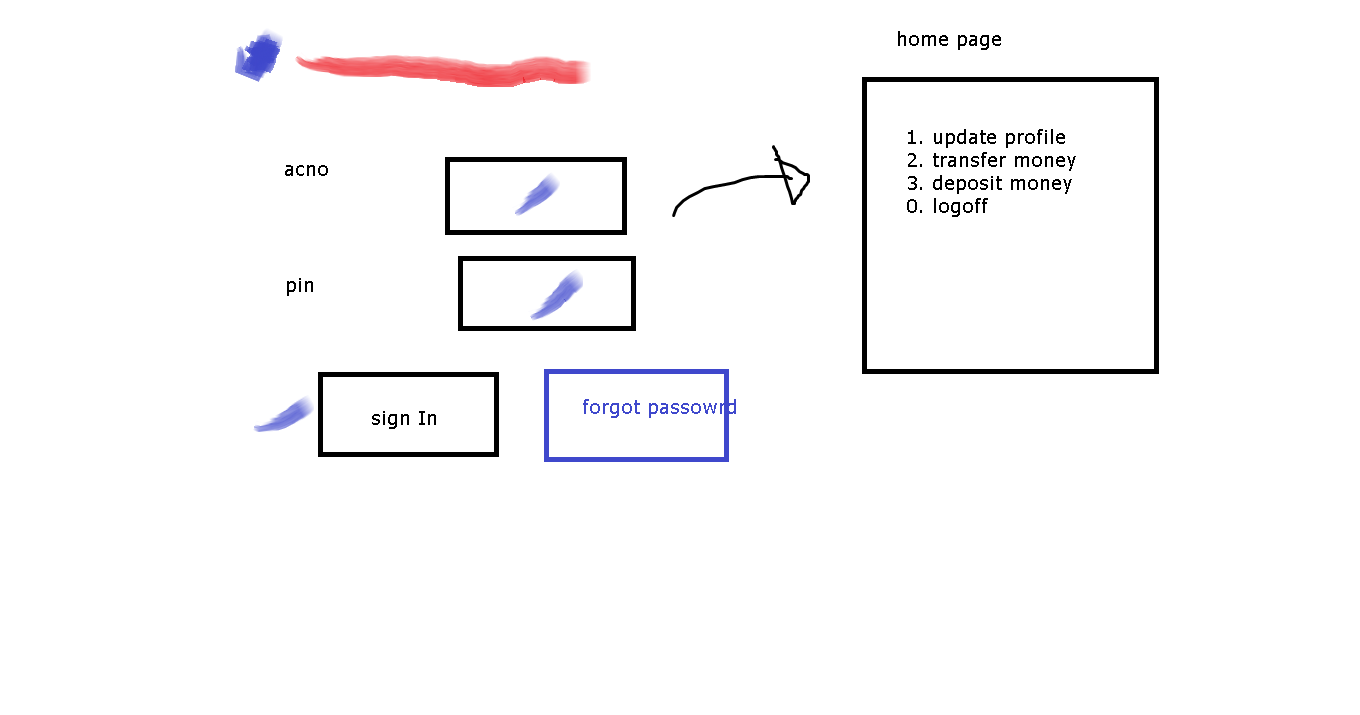 home page
acno
pin
sign In
forgot passowrd
1. update profile
2. transfer money
3. deposit money
0. logoff